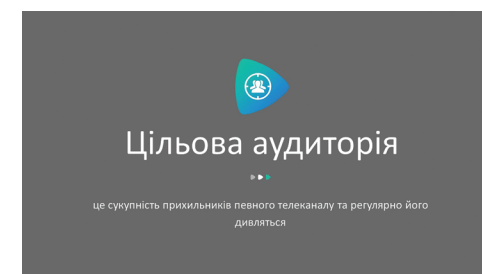 Цільова аудиторія
це сукупність прихильників певного телеканалу та регулярно його
дивляться